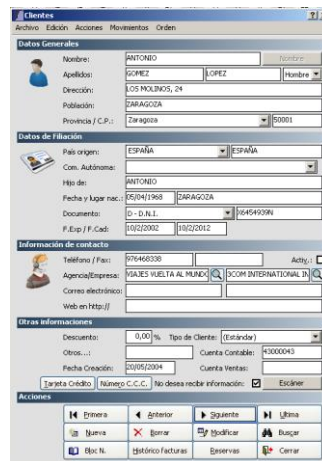 Clientes
Archivo Edición Acciones Movimientos Orden
Datos Generales
Nombre: ANTONIO Nombre
Apellidos: GOMEZ LOPEZ Hombre
Dirección: LOS MOLINOS, 24
Población: ZARAGOZA
Provincia / C.P.: Zaragoza 50001
Datos de Filiación
País origen: ESPAÑA ESPAÑA
Com. Autónoma:
Hijo de: ANTONIO
Fecha y lugar nac.: 05/04/1968 ZARAGOZA
Documento: D - D.N.I. X6454939N
F.Exp / F.Cad: 10/2/2002 10/2/2012
Información de contacto
Teléfono / Fax: 976468338 Activ.:
Agencia/Empresa: VIAJES VUELTA AL MUNDO 3COM INTERNATIONAL IN
Correo electrónico:
Web en http://
Otras informaciones
Descuento: 0,00 % Tipo de Cliente: (Estándar)
Otros...: Cuenta Contable: 43000043
Fecha Creación: 20/05/2004 Cuenta Ventas:
Tarjeta Crédito Número C.C.C. No desea recibir información: Escáner
Acciones
Primera Anterior Siguiente Ultima
Nueva Borrar Modificar Buscar
Bloc N. Histórico facturas Reservas Cerrar